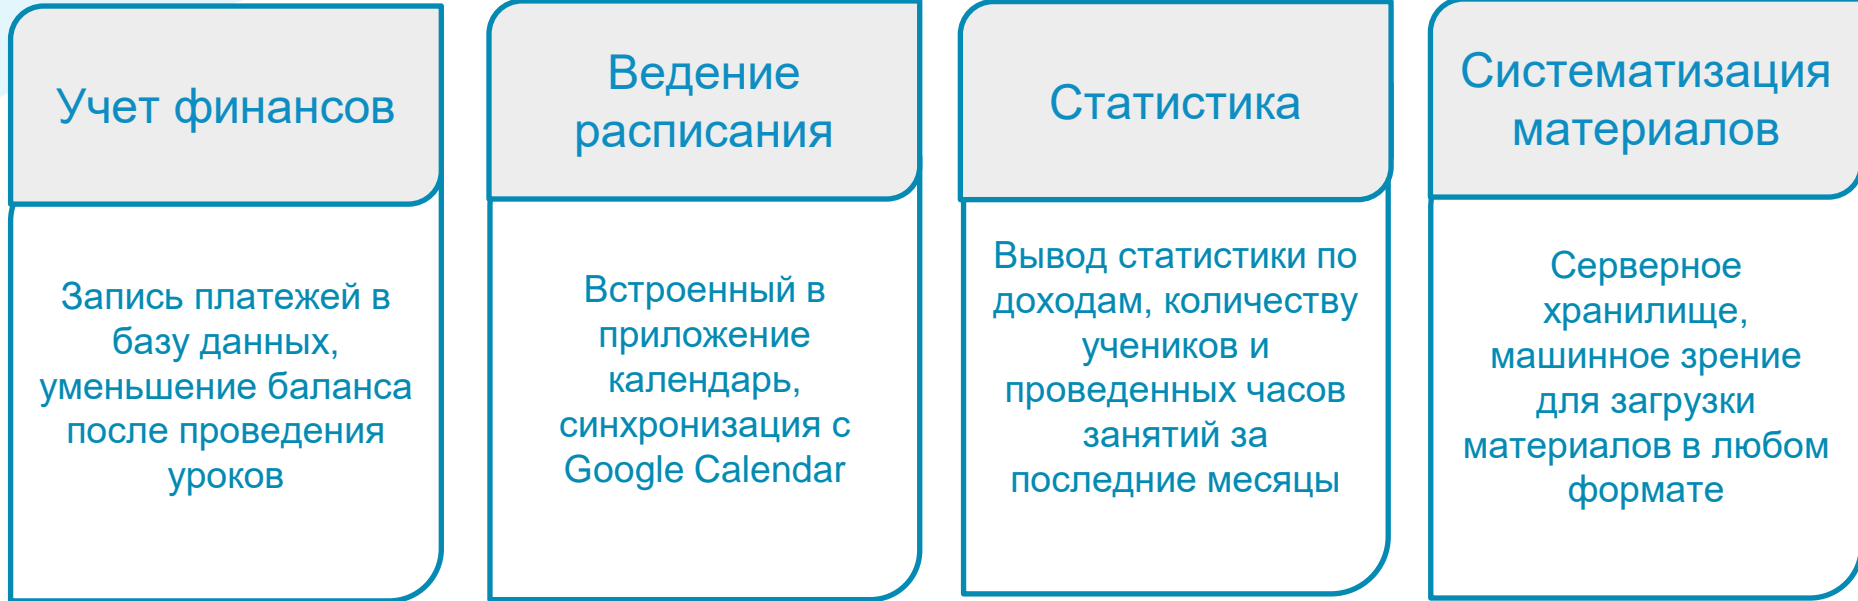 Учет финансов
Запись платежей в
базу данных,
уменьшение баланса
после проведения
уроков
Ведение
расписания
Встроенный в
приложение
календарь,
синхронизация с
Google Calendar
Статистика
Вывод статистики по
доходам, количеству
учеников и
проведенных часов
занятий за
последние месяцы
Систематизация
материалов
Серверное
хранилище,
машинное зрение
для загрузки
материалов в любом
формате